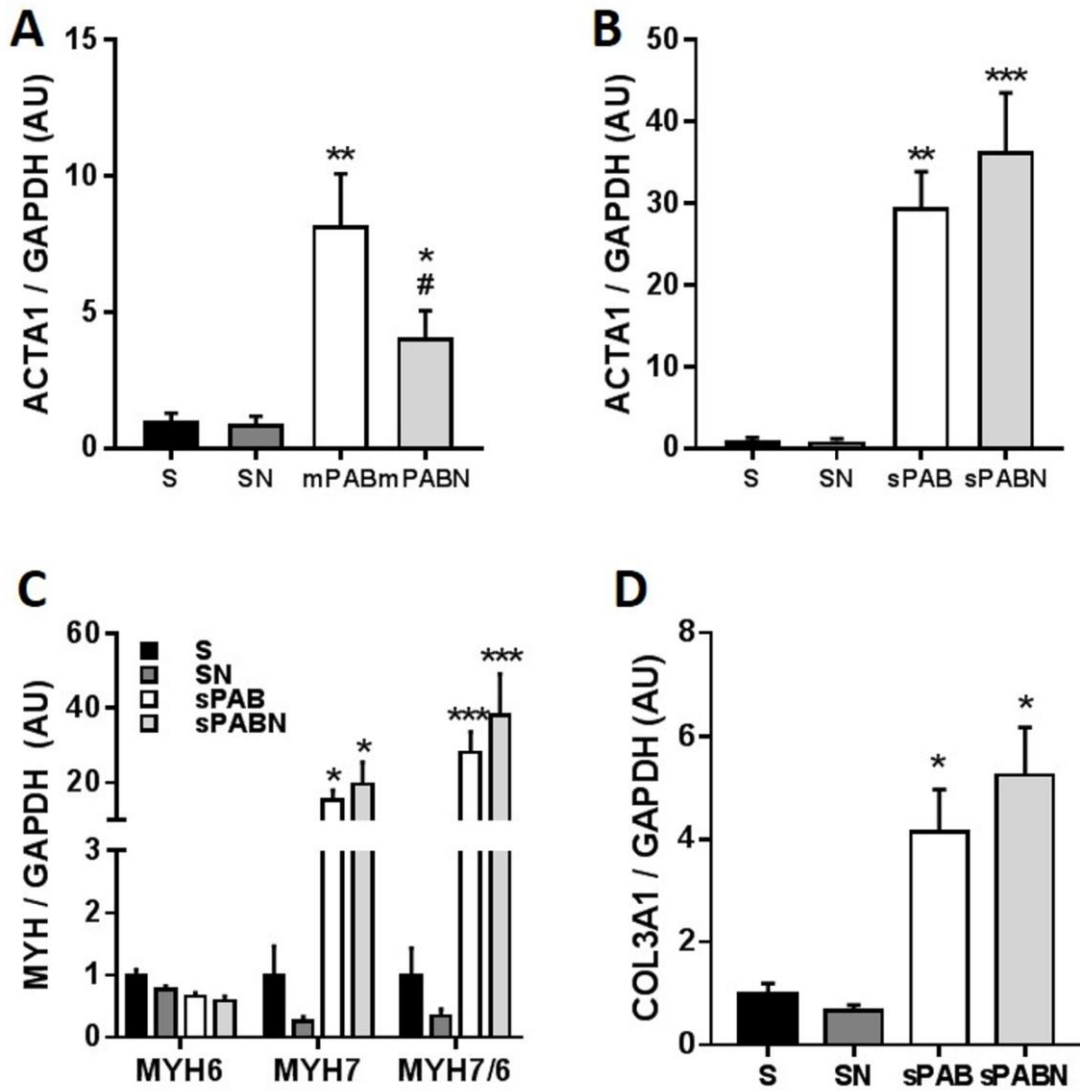 A
ACTA1 / GAPDH (AU)
15
10
5
0
**
*
#
S SN mPAB mPABN
B
ACTA1 / GAPDH (AU)
50
40
30
20
10
0
**
***
S SN sPAB sPABN
C
MYH / GAPDH (AU)
60
40
20
3
2
1
0
S
SN
sPAB
sPABN
*
*
***
***
MYH6 MYH7 MYH7/6
D
COL3A1 / GAPDH (AU)
8
6
4
2
0
*
*
S SN sPAB sPABN